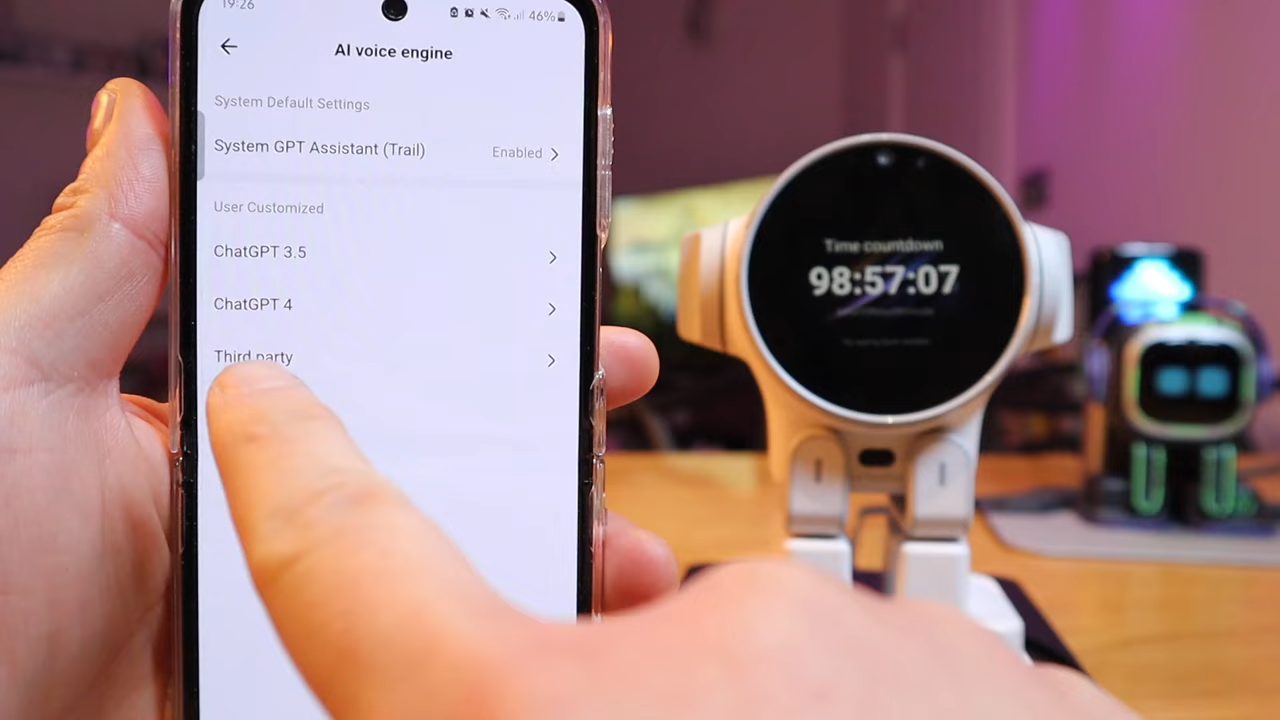 19:26
46%
AI voice engine
System Default Settings
System GPT Assistant (Trail)
Enabled
User Customized
ChatGPT 3.5
ChatGPT 4
Third party
Time countdown
98:57:07